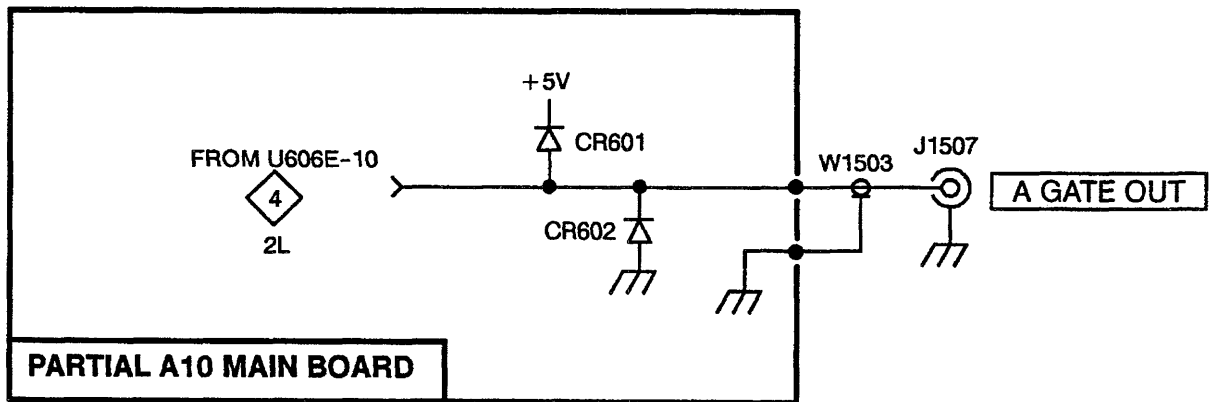 +5V
CR601
FROM U606E-10
4
2L
CR602
W1503
J1507
A GATE OUT
PARTIAL A10 MAIN BOARD